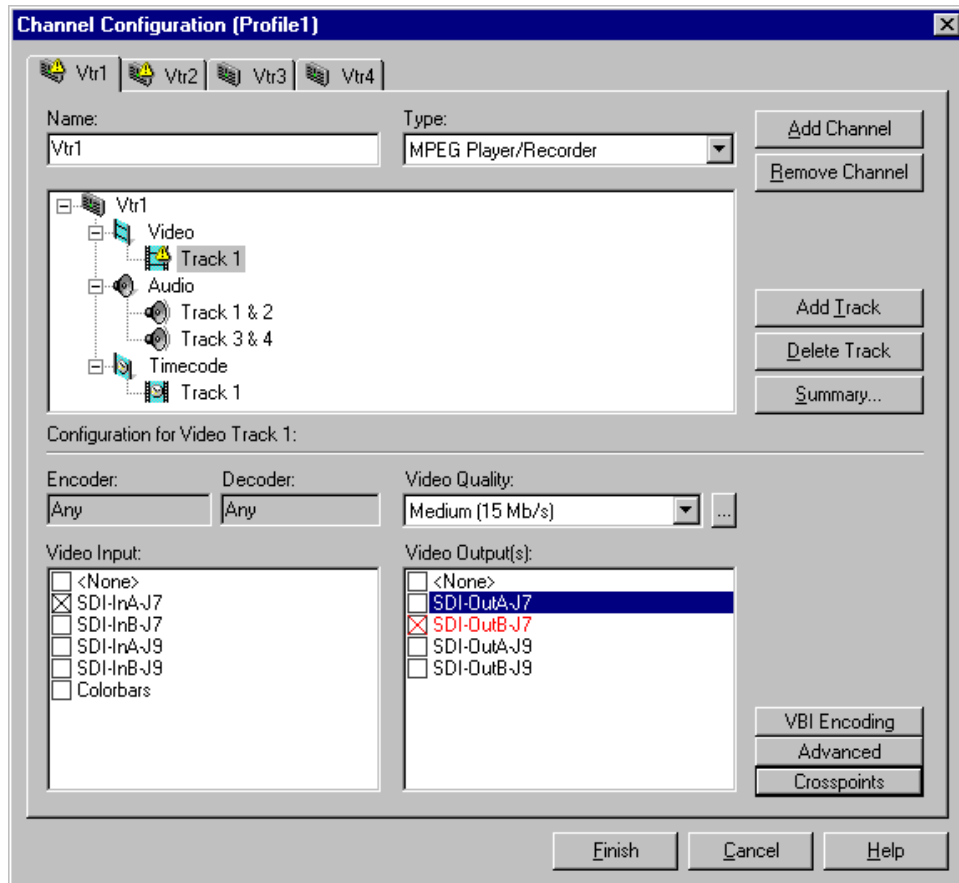 Channel Configuration (Profile1)
Vtr1 Vtr2 Vtr3 Vtr4
Name: Type:
Vtr1 MPEG Player/Recorder
Add Channel
Remove Channel
Vtr1
Video
Track 1
Audio
Track 1 & 2
Track 3 & 4
Timecode
Track 1
Add Track
Delete Track
Summary...
Configuration for Video Track 1:
Encoder: Decoder: Video Quality:
Any Any Medium (15 Mb/s) ...
Video Input:
<None>
SDI-InA-J7
SDI-InB-J7
SDI-InA-J9
SDI-InB-J9
Colorbars
Video Output(s):
<None>
SDI-OutA-J7
SDI-OutB-J7
SDI-OutA-J9
SDI-OutB-J9
VBI Encoding
Advanced
Crosspoints
Finish Cancel Help